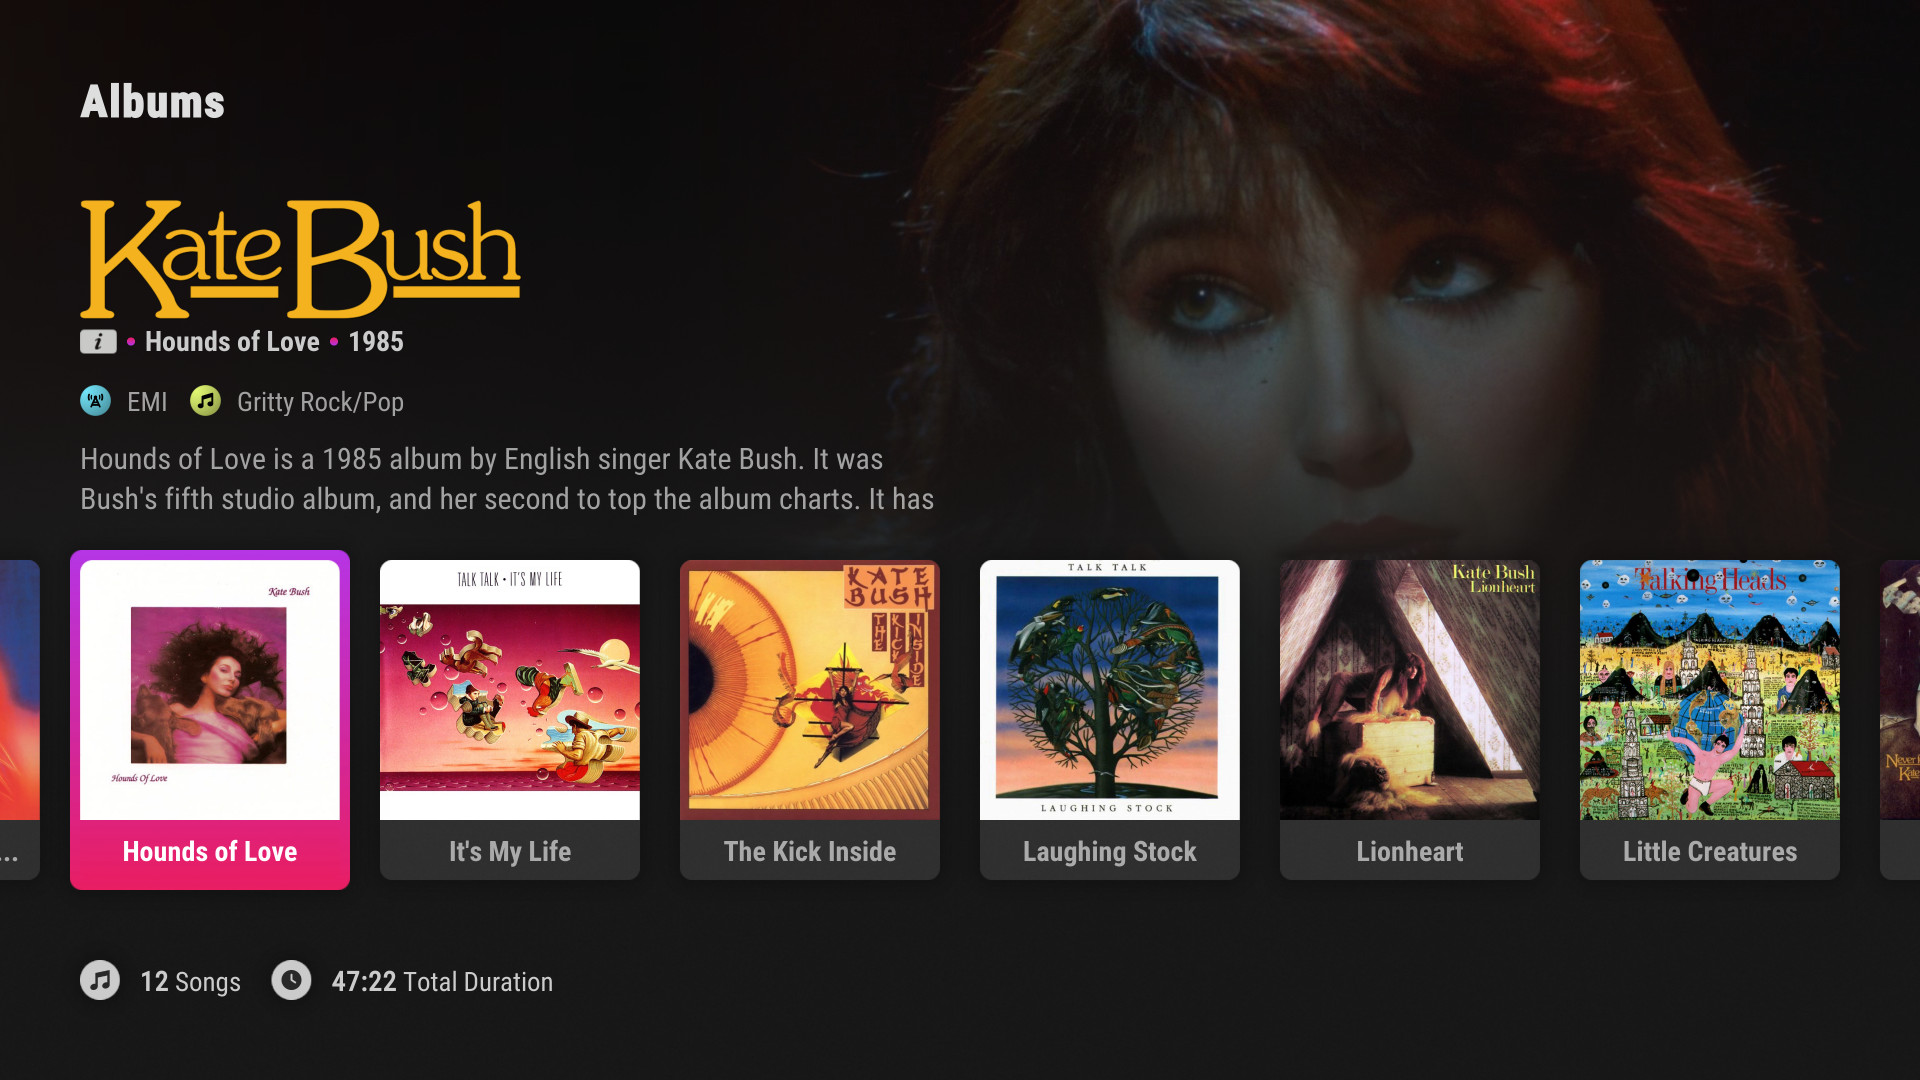 Albums
Kate Bush
i • Hounds of Love • 1985
EMI Gritty Rock/Pop
Hounds of Love is a 1985 album by English singer Kate Bush. It was
Bush's fifth studio album, and her second to top the album charts. It has
Kate Bush
Hounds Of Love
TALK TALK • IT'S MY LIFE
KATE
BUSH
THE
KICK
INSIDE
TALK TALK
LAUGHING STOCK
Kate Bush
Lionheart
Talking Heads
Never
Kate
...
Hounds of Love
It's My Life
The Kick Inside
Laughing Stock
Lionheart
Little Creatures
12 Songs
47:22 Total Duration